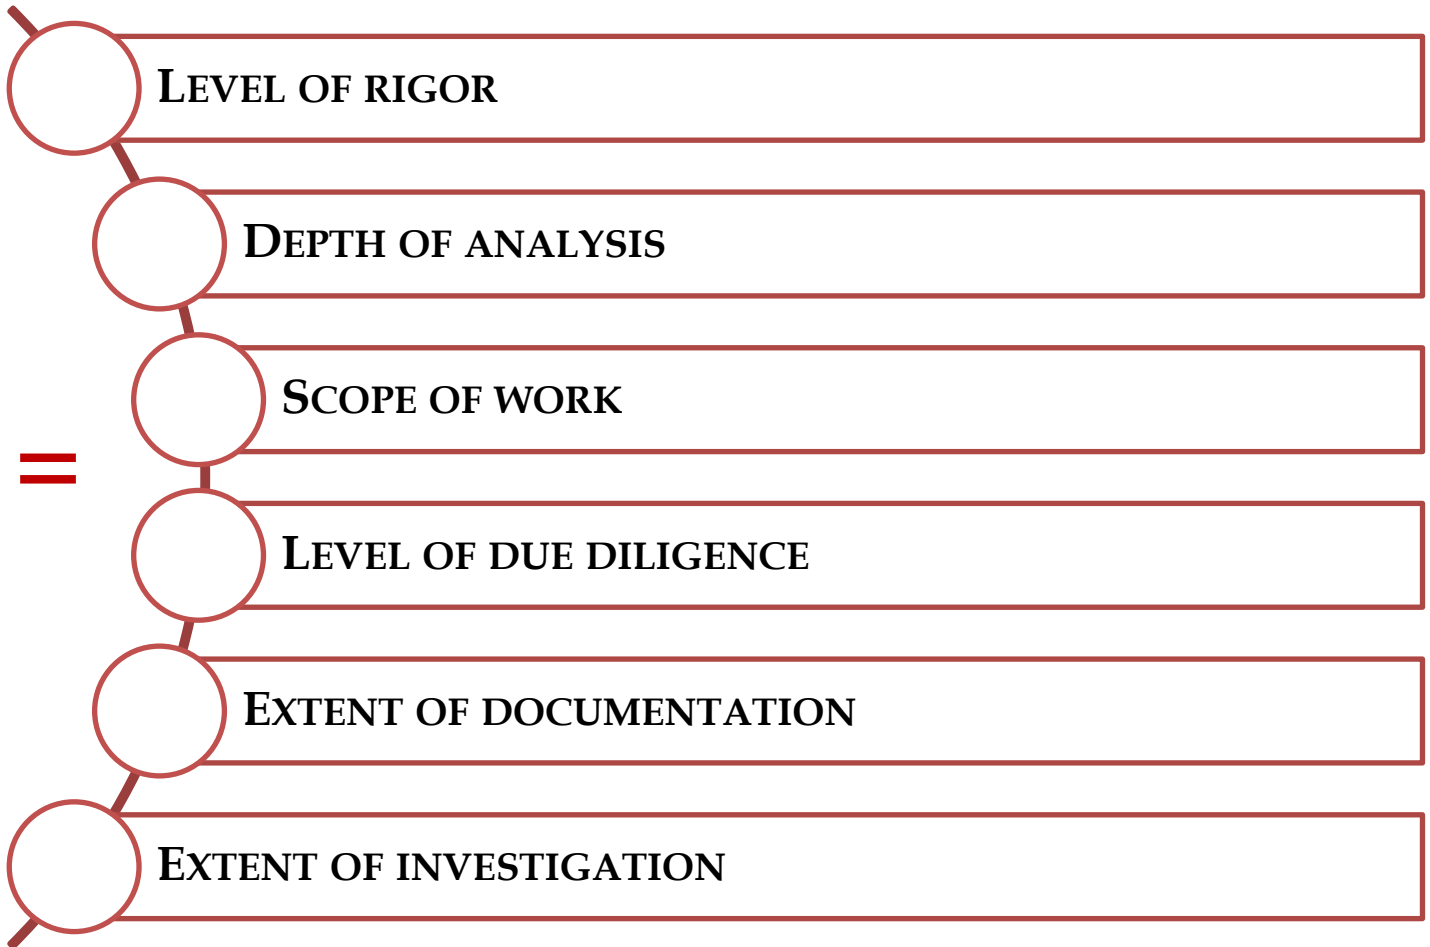 LEVEL OF RIGOR
DEPTH OF ANALYSIS
SCOPE OF WORK
=
LEVEL OF DUE DILIGENCE
EXTENT OF DOCUMENTATION
EXTENT OF INVESTIGATION